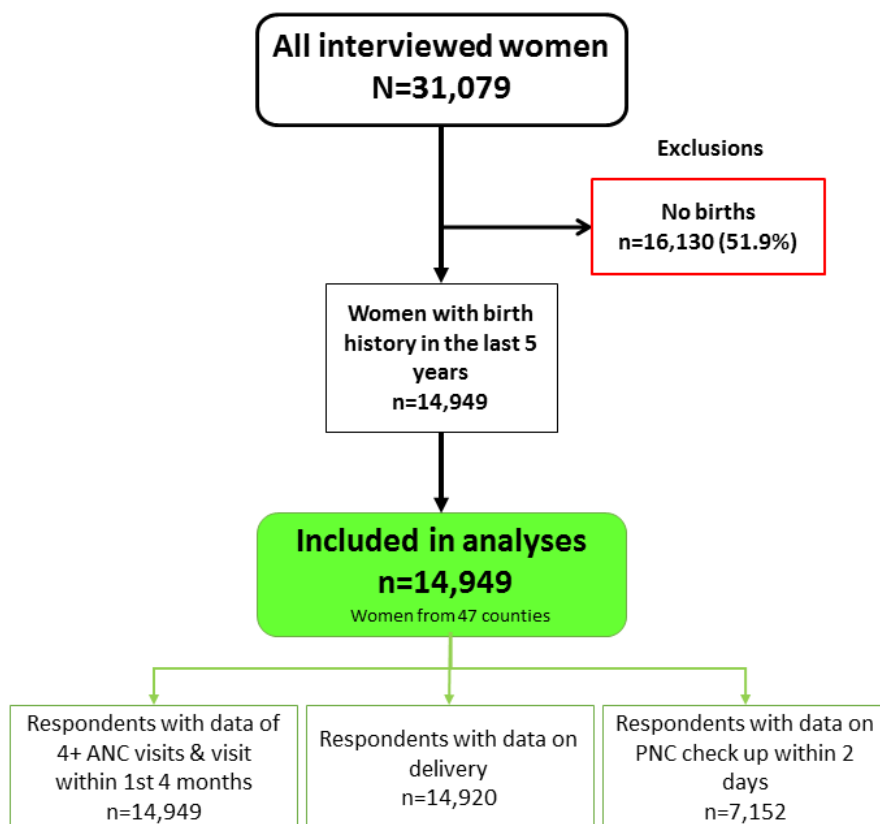 All interviewed women
N=31,079
Exclusions
No births
n=16,130 (51.9%)
Women with birth
history in the last 5
years
n=14,949
Included in analyses
n=14,949
Women from 47 counties
Respondents with data of
4+ ANC visits & visit
within 1st 4 months
n=14,949
Respondents with data on
delivery
n=14,920
Respondents with data on
PNC check up within 2
days
n=7,152